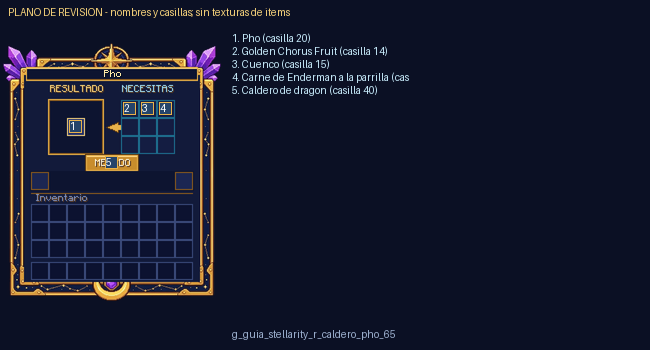 PLANO DE REVISION - nombres y casillas; sin texturas de items
Pho
RESULTADO
NECESITAS
1
2 3 4
ME5 DO
Inventario
1. Pho (casilla 20)
2. Golden Chorus Fruit (casilla 14)
3. Cuenco (casilla 15)
4. Carne de Enderman a la parrilla (cas
5. Caldero de dragon (casilla 40)
g_guia_stellarity_r_caldero_pho_65